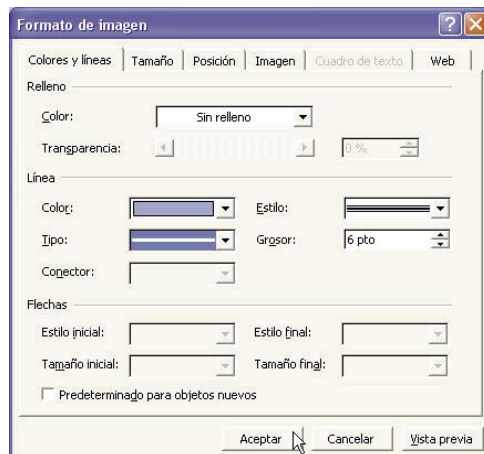 Formato de imagen
Colores y líneas Tamaño Posición Imagen Cuadro de texto Web
Relleno
Color: Sin relleno
Transparencia: 0 %
Línea
Color: Estilo:
Tipo: Grosor: 6 pto
Conector:
Flechas
Estilo inicial: Estilo final:
Tamaño inicial: Tamaño final:
Predeterminado para objetos nuevos
Aceptar Cancelar Vista previa